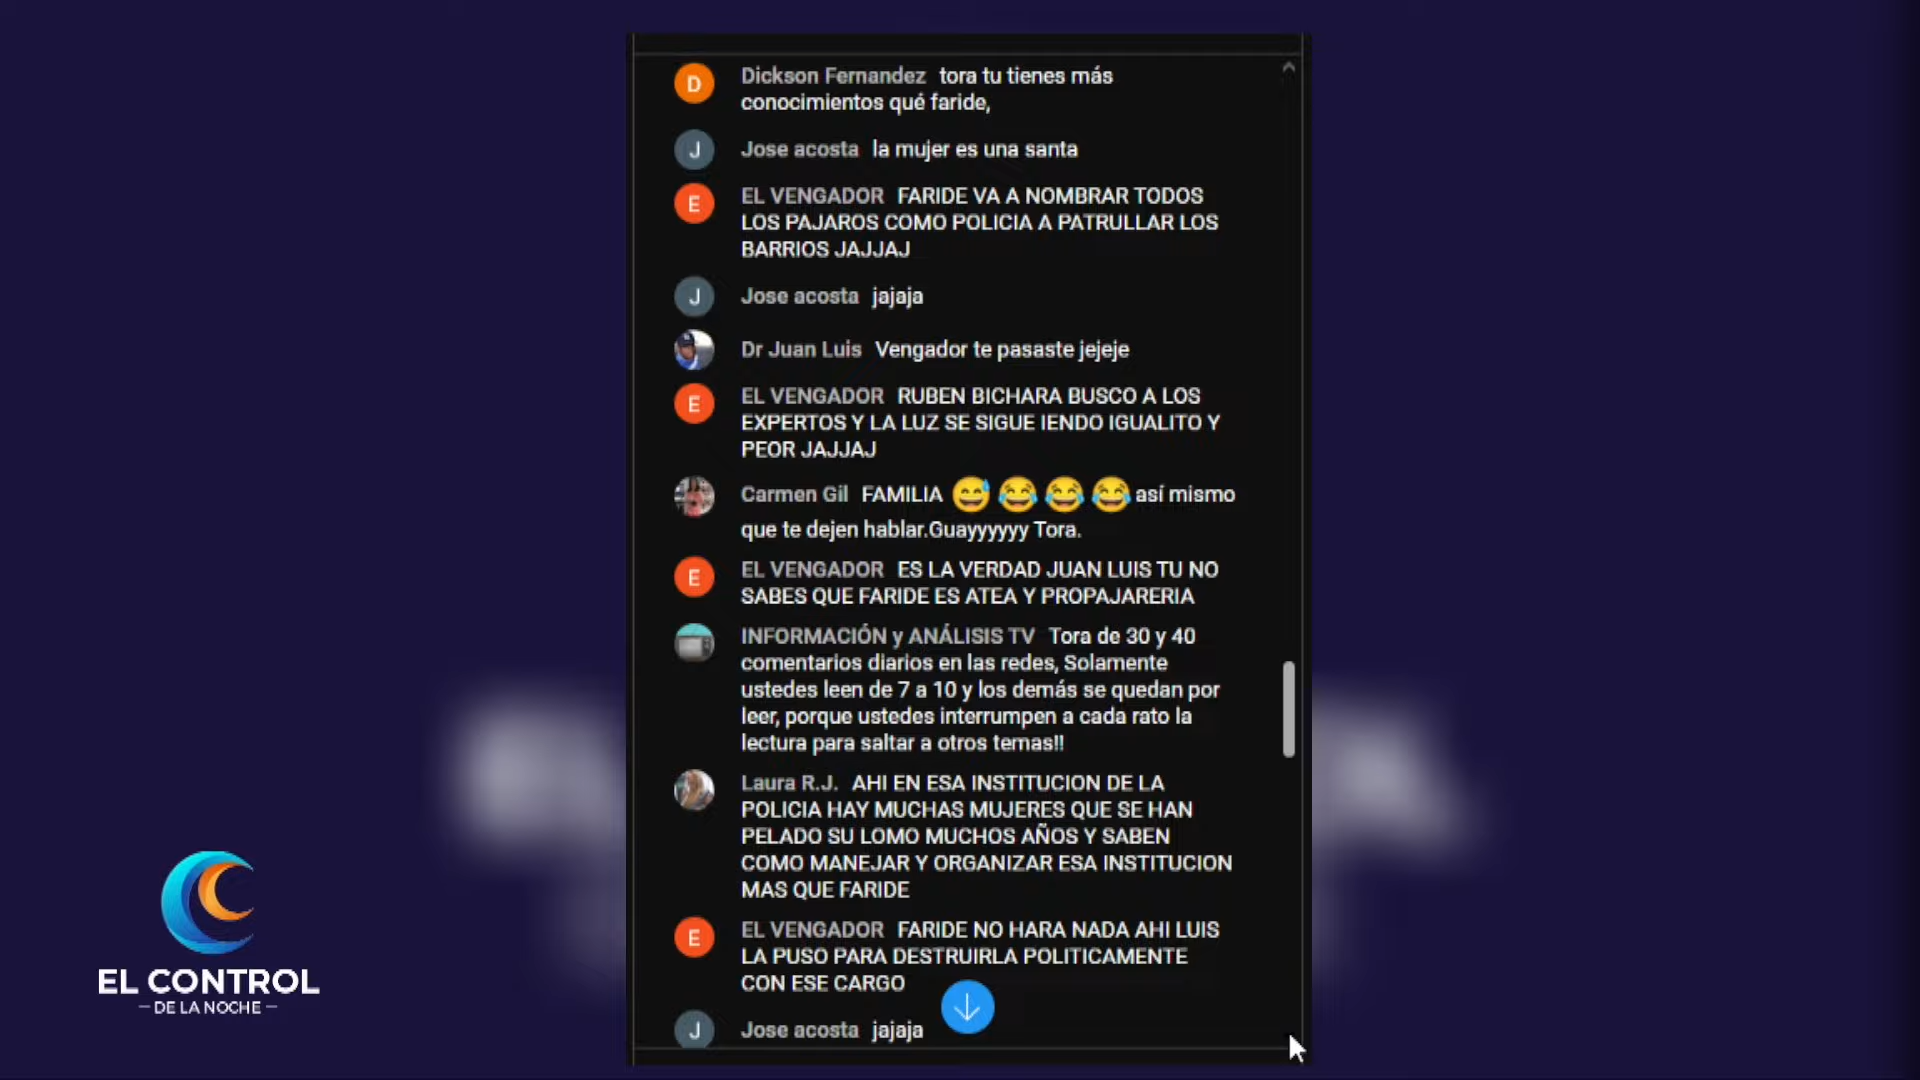 D
Dickson Fernandez tora tu tienes más
conocimientos qué faride,
J
Jose acosta la mujer es una santa
E
EL VENGADOR FARIDE VA A NOMBRAR TODOS
LOS PAJAROS COMO POLICIA A PATRULLAR LOS
BARRIOS JAJJAJ
J
Jose acosta jajaja
Dr Juan Luis Vengador te pasaste jejeje
E
EL VENGADOR RUBEN BICHARA BUSCO A LOS
EXPERTOS Y LA LUZ SE SIGUE IENDO IGUALITO Y
PEOR JAJJAJ
Carmen Gil FAMILIA 😅😂😂😂 así mismo
que te dejen hablar.Guayyyyyy Tora.
E
EL VENGADOR ES LA VERDAD JUAN LUIS TU NO
SABES QUE FARIDE ES ATEA Y PROPAJARERIA
INFORMACIÓN y ANÁLISIS TV Tora de 30 y 40
comentarios diarios en las redes, Solamente
ustedes leen de 7 a 10 y los demás se quedan por
leer, porque ustedes interrumpen a cada rato la
lectura para saltar a otros temas!!
Laura R.J. AHI EN ESA INSTITUCION DE LA
POLICIA HAY MUCHAS MUJERES QUE SE HAN
PELADO SU LOMO MUCHOS AÑOS Y SABEN
COMO MANEJAR Y ORGANIZAR ESA INSTITUCION
MAS QUE FARIDE
E
EL VENGADOR FARIDE NO HARA NADA AHI LUIS
LA PUSO PARA DESTRUIRLA POLITICAMENTE
CON ESE CARGO
J
Jose acosta jajaja
EL CONTROL
DE LA NOCHE